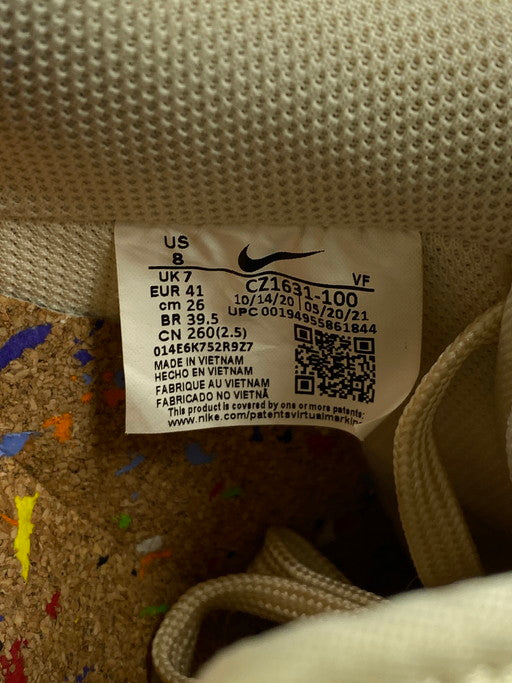 US
8
UK 7
VF
EUR 41
CZ1631-100
cm 26
10/14/20 05/20/21
BR 39.5
UPC 00194955861844
CN 260(2.5)
014E6K752R9Z7
MADE IN VIETNAM
HECHO EN VIETNAM
FABRIQUE AU VIETNAM
FABRICADO NO VIETNÃ
This product is covered by one or more patents:
www.nike.com/patentsvirtualmarkin